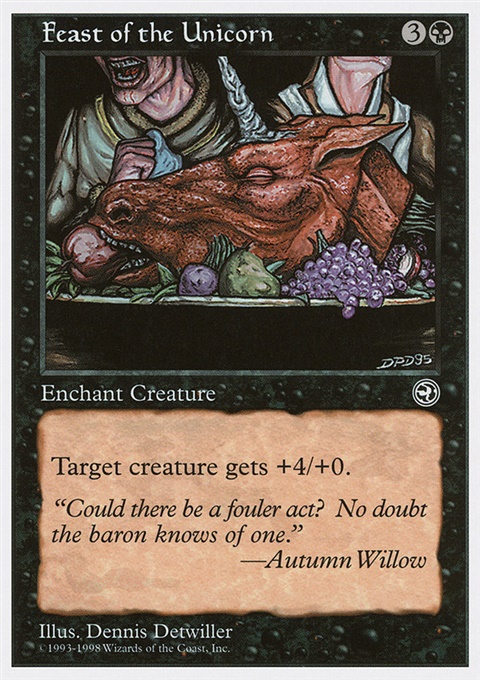 Feast of the Unicorn 3
DPD95
Enchant Creature
Target creature gets +4/+0.
“Could there be a fouler act?  No doubt
the baron knows of one.”
—Autumn Willow
Illus. Dennis Detwiller
©1993-1998 Wizards of the Coast, Inc.